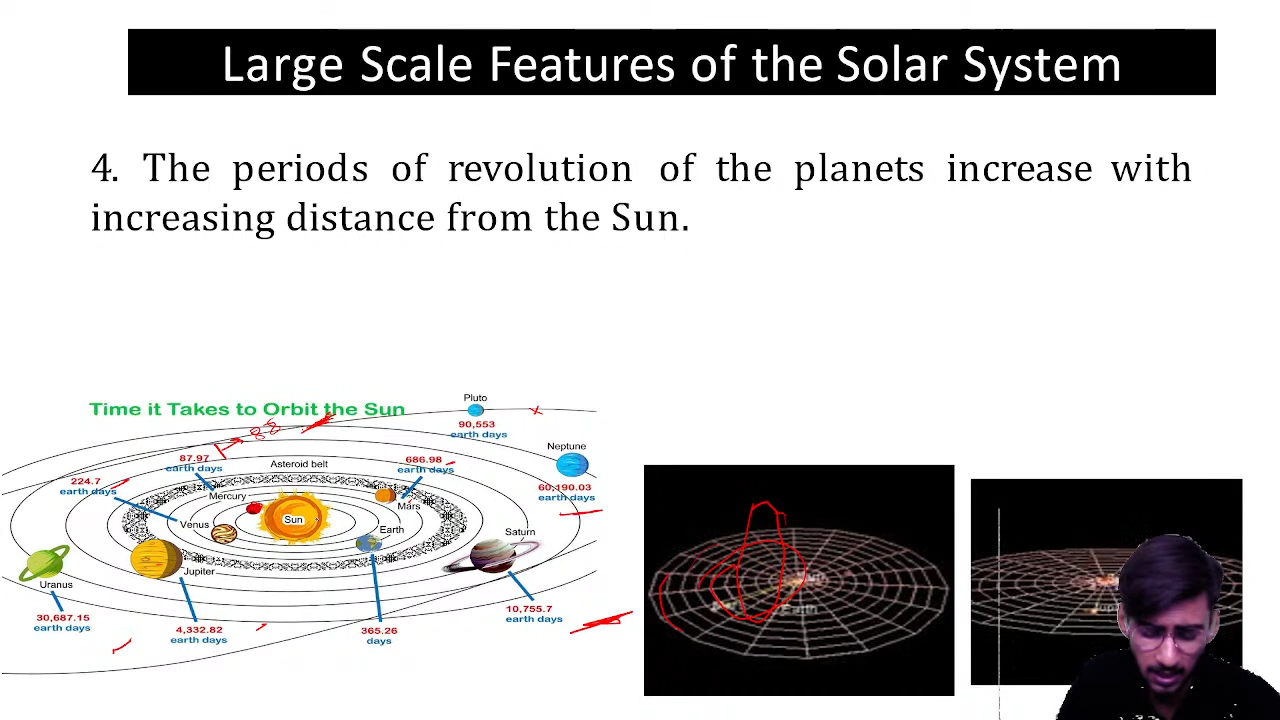 Large Scale Features of the Solar System
4. The periods of revolution of the planets increase with
increasing distance from the Sun.
Time it Takes to Orbit the Sun
88
Pluto
90,553
earth days
Neptune
60,190.03
earth days
87.97
earth days
Asteroid belt
686.98
earth days
224.7
earth days
Mercury
Mars
Venus
Sun
Earth
Saturn
Jupiter
Uranus
30,687.15
earth days
4,332.82
earth days
365.26
days
10,755.7
earth days
Earth